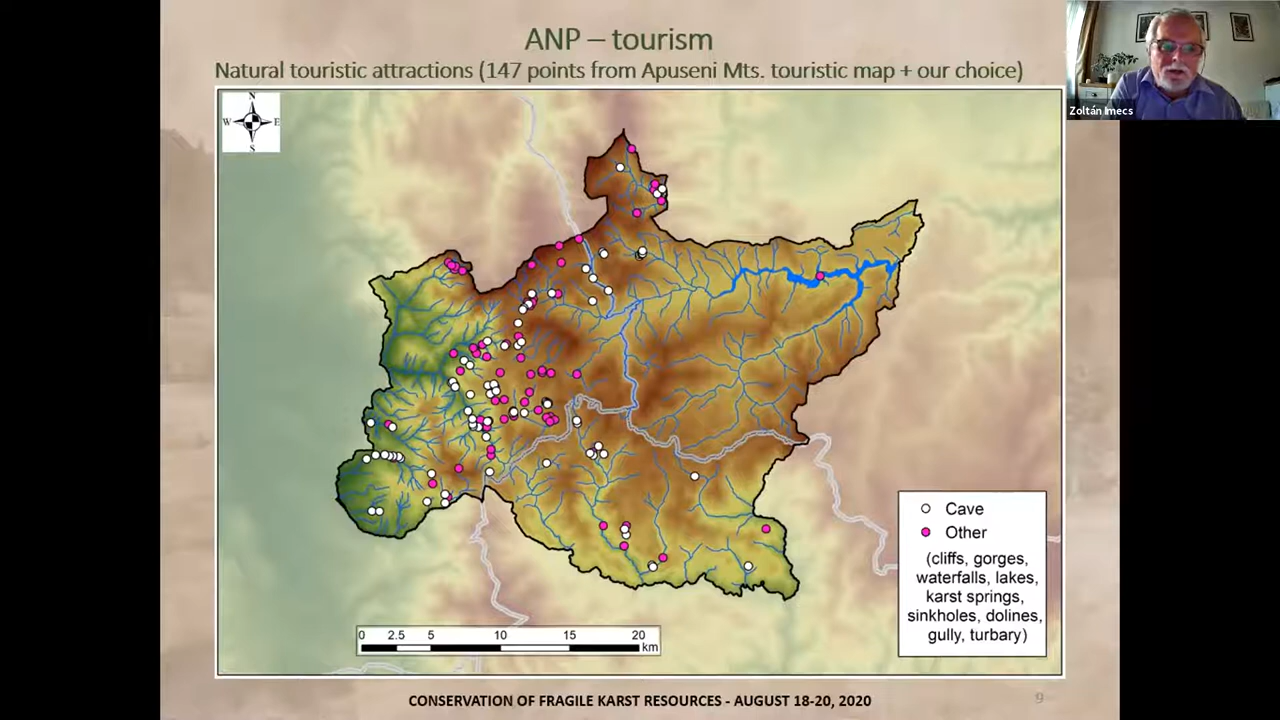 ANP – tourism
Natural touristic attractions (147 points from Apuseni Mts. touristic map + our choice)
Zoltán Imecs
N
W E
S
Cave
Other
(cliffs, gorges,
waterfalls, lakes,
karst springs,
sinkholes, dolines,
gully, turbary)
0 2.5 5 10 15 20
km
CONSERVATION OF FRAGILE KARST RESOURCES - AUGUST 18-20, 2020
9